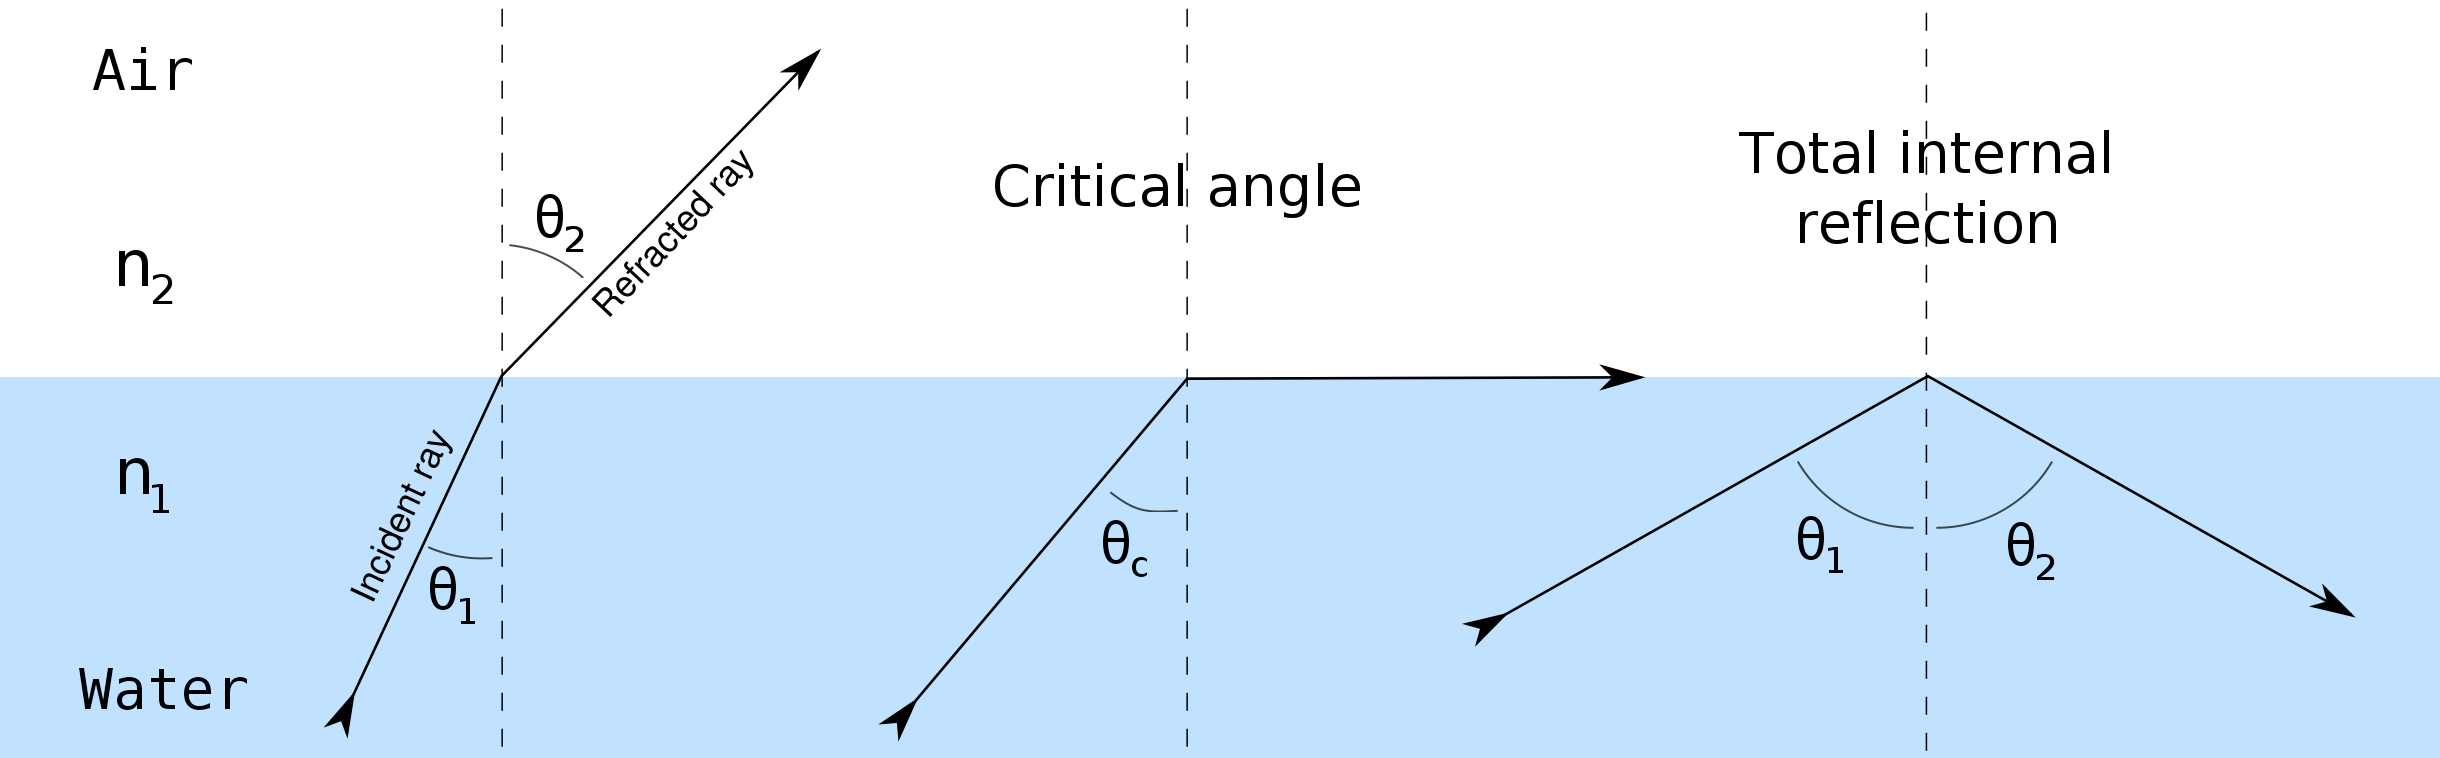 Air
n₂
n₁
Water
θ₂
Refracted ray
Incident ray
θ₁
Critical angle
θc
Total internal
reflection
θ₁
θ₂